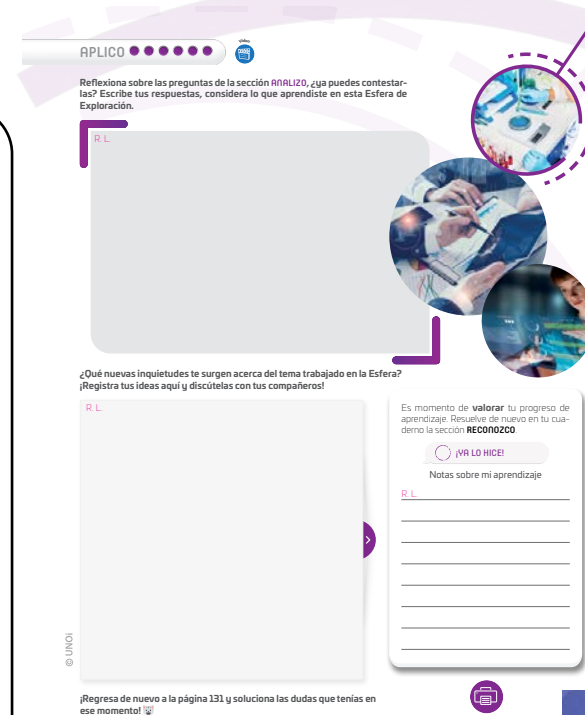 APLICO
Video
Reflexiona sobre las preguntas de la sección ANALIZO, ¿ya puedes contestar-
las? Escribe tus respuestas, considera lo que aprendiste en esta Esfera de
Exploración.
R. L.
¿Qué nuevas inquietudes te surgen acerca del tema trabajado en la Esfera?
¡Registra tus ideas aquí y discútelas con tus compañeros!
R. L.
Es momento de valorar tu progreso de
aprendizaje. Resuelve de nuevo en tu cua-
derno la sección RECONOZCO.
¡YA LO HICE!
Notas sobre mi aprendizaje
R. L.
© UNOi
¡Regresa de nuevo a la página 131 y soluciona las dudas que tenías en
ese momento!